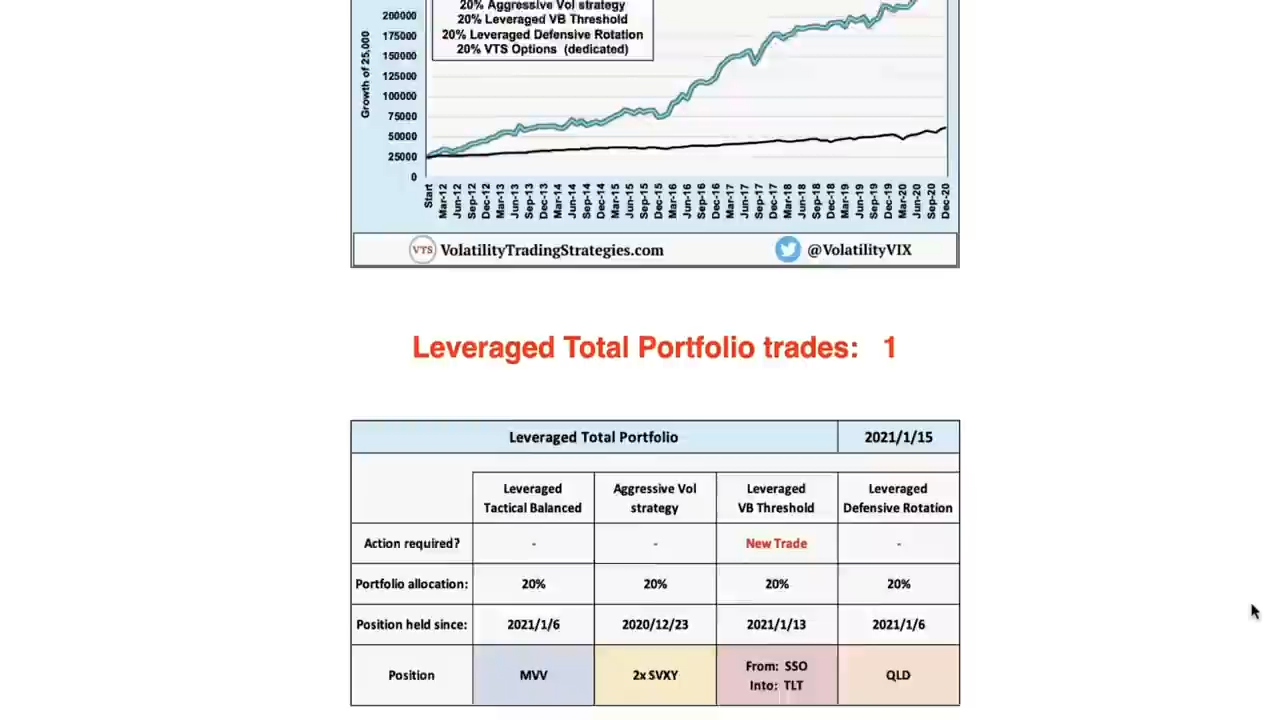 20% Aggressive Vol strategy
20% Leveraged VB Threshold
20% Leveraged Defensive Rotation
20% VTS Options (dedicated)
Growth of 25,000
200000
175000
150000
125000
100000
75000
50000
25000
0
Start Mar-12 Jun-12 Sep-12 Dec-12 Mar-13 Jun-13 Sep-13 Dec-13 Mar-14 Jun-14 Sep-14 Dec-14 Mar-15 Jun-15 Sep-15 Dec-15 Mar-16 Jun-16 Sep-16 Dec-16 Mar-17 Jun-17 Sep-17 Dec-17 Mar-18 Jun-18 Sep-18 Dec-18 Mar-19 Jun-19 Sep-19 Dec-19 Mar-20 Jun-20 Sep-20 Dec-20
VTS VolatilityTradingStrategies.com @VolatilityVIX
Leveraged Total Portfolio trades: 1
Leveraged Total Portfolio 2021/1/15
Leveraged Tactical Balanced
Aggressive Vol strategy
Leveraged VB Threshold
Leveraged Defensive Rotation
Action required? - - New Trade -
Portfolio allocation: 20% 20% 20% 20%
Position held since: 2021/1/6 2020/12/23 2021/1/13 2021/1/6
Position MVV 2x SVXY From: SSO Into: TLT QLD